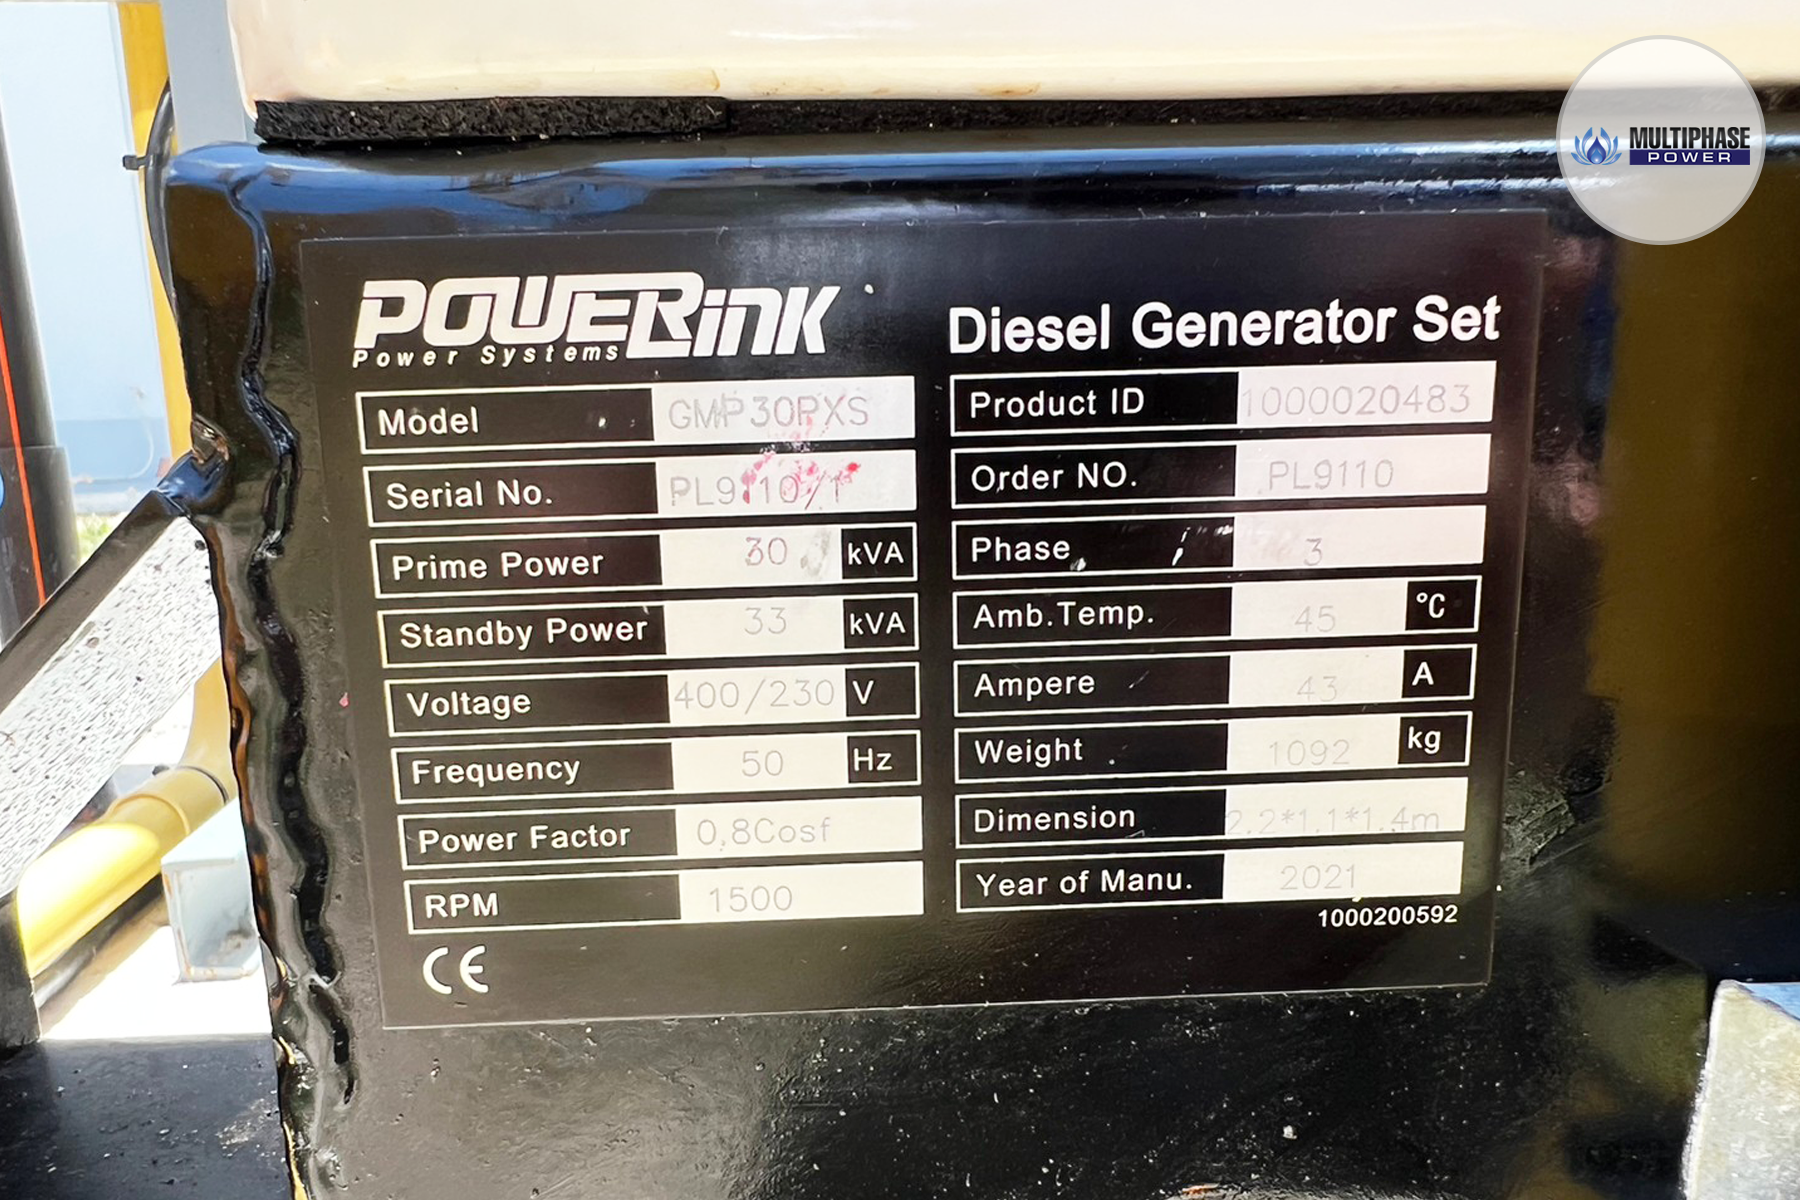 MULTIPHASE
POWER
POWERLINK
Power Systems
Diesel Generator Set
Model GMP30PXS
Serial No. PL9110/1
Prime Power 30 kVA
Standby Power 33 kVA
Voltage 400/230 V
Frequency 50 Hz
Power Factor 0,8Cosf
RPM 1500
Product ID 1000020483
Order NO. PL9110
Phase 3
Amb.Temp. 45 °C
Ampere 43 A
Weight 1092 kg
Dimension 2.2*1.1*1.4m
Year of Manu. 2021
1000200592
CE